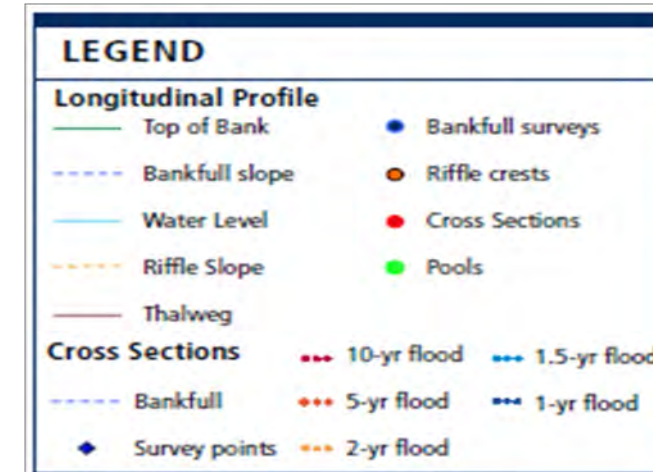 LEGEND
Longitudinal Profile
Top of Bank
Bankfull surveys
Bankfull slope
Riffle crests
Water Level
Cross Sections
Riffle Slope
Pools
Thalweg
Cross Sections
10-yr flood
1.5-yr flood
Bankfull
5-yr flood
1-yr flood
Survey points
2-yr flood